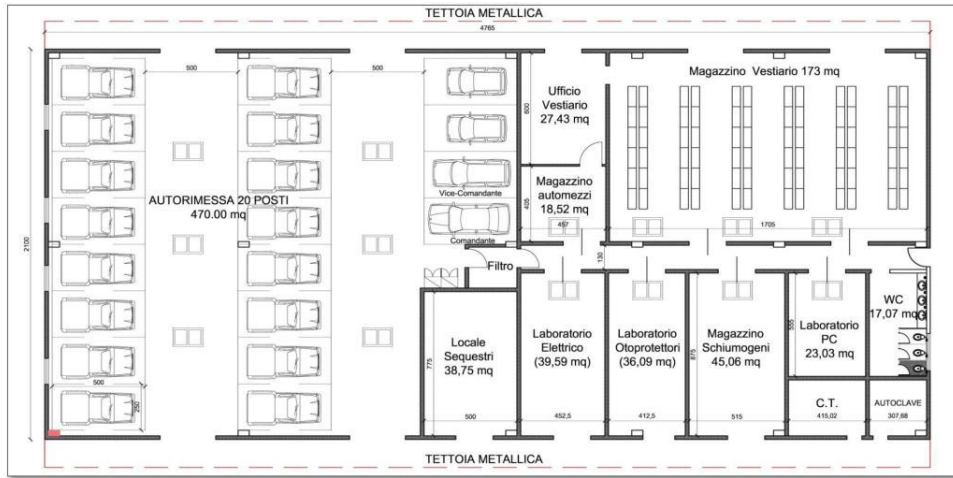 TETTOIA METALLICA
4765
500
500
600
Ufficio
Vestiario
27,43 mq
Magazzino Vestiario 173 mq
AUTORIMESSA 20 POSTI
470.00 mq
2100
Vice-Comandante
Comandante
405
Magazzino
automezzi
18,52 mq
457
1705
Filtro
130
775
Locale
Sequestri
38,75 mq
500
Laboratorio
Elettrico
(39,59 mq)
452,5
Laboratorio
Otoprotettori
(36,09 mq)
412,5
875
Magazzino
Schiumogeni
45,06 mq
515
555
Laboratorio
PC
23,03 mq
WC
17,07 mq
C.T.
415,02
AUTOCLAVE
307,68
500
250
TETTOIA METALLICA